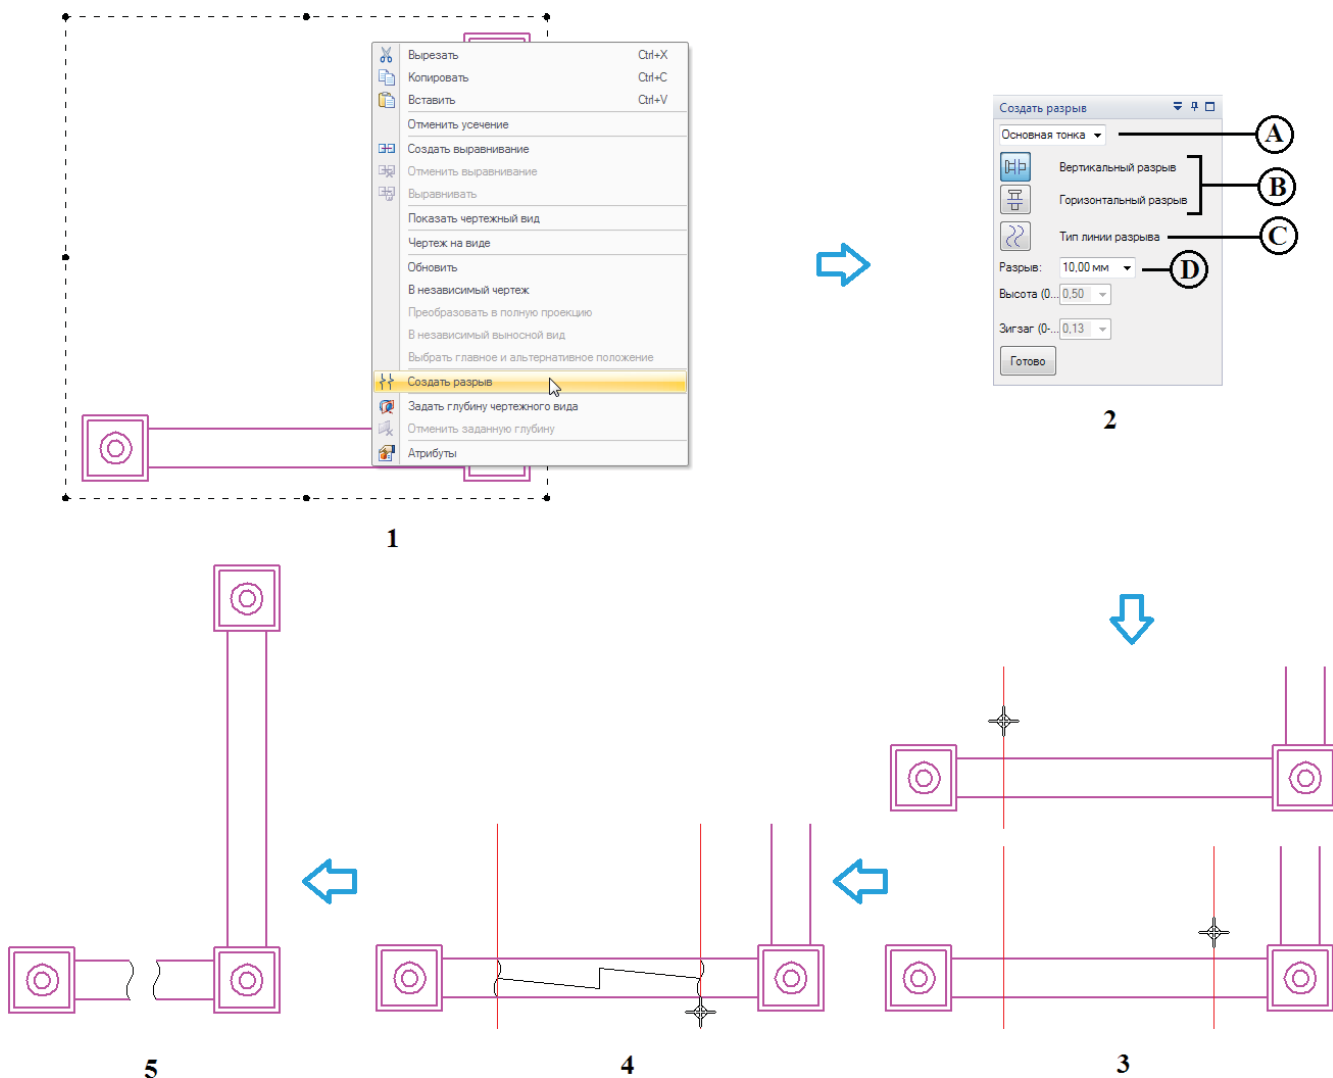 Вырезать Ctrl+X
Копировать Ctrl+C
Вставить Ctrl+V
Отменить усечение
Создать выравнивание
Отменить выравнивание
Выравнивать
Показать чертежный вид
Чертеж на виде
Обновить
В независимый чертеж
Преобразовать в полную проекцию
В независимый выносной вид
Выбрать главное и альтернативное положение
Создать разрыв
Задать глубину чертежного вида
Отменить заданную глубину
Атрибуты
1
Создать разрыв
Основная тонка
A
Вертикальный разрыв
B
Горизонтальный разрыв
Тип линии разрыва
C
Разрыв: 10,00 мм
D
Высота (0... 0,50
Зигзаг (0-... 0,13
Готово
2
5
4
3